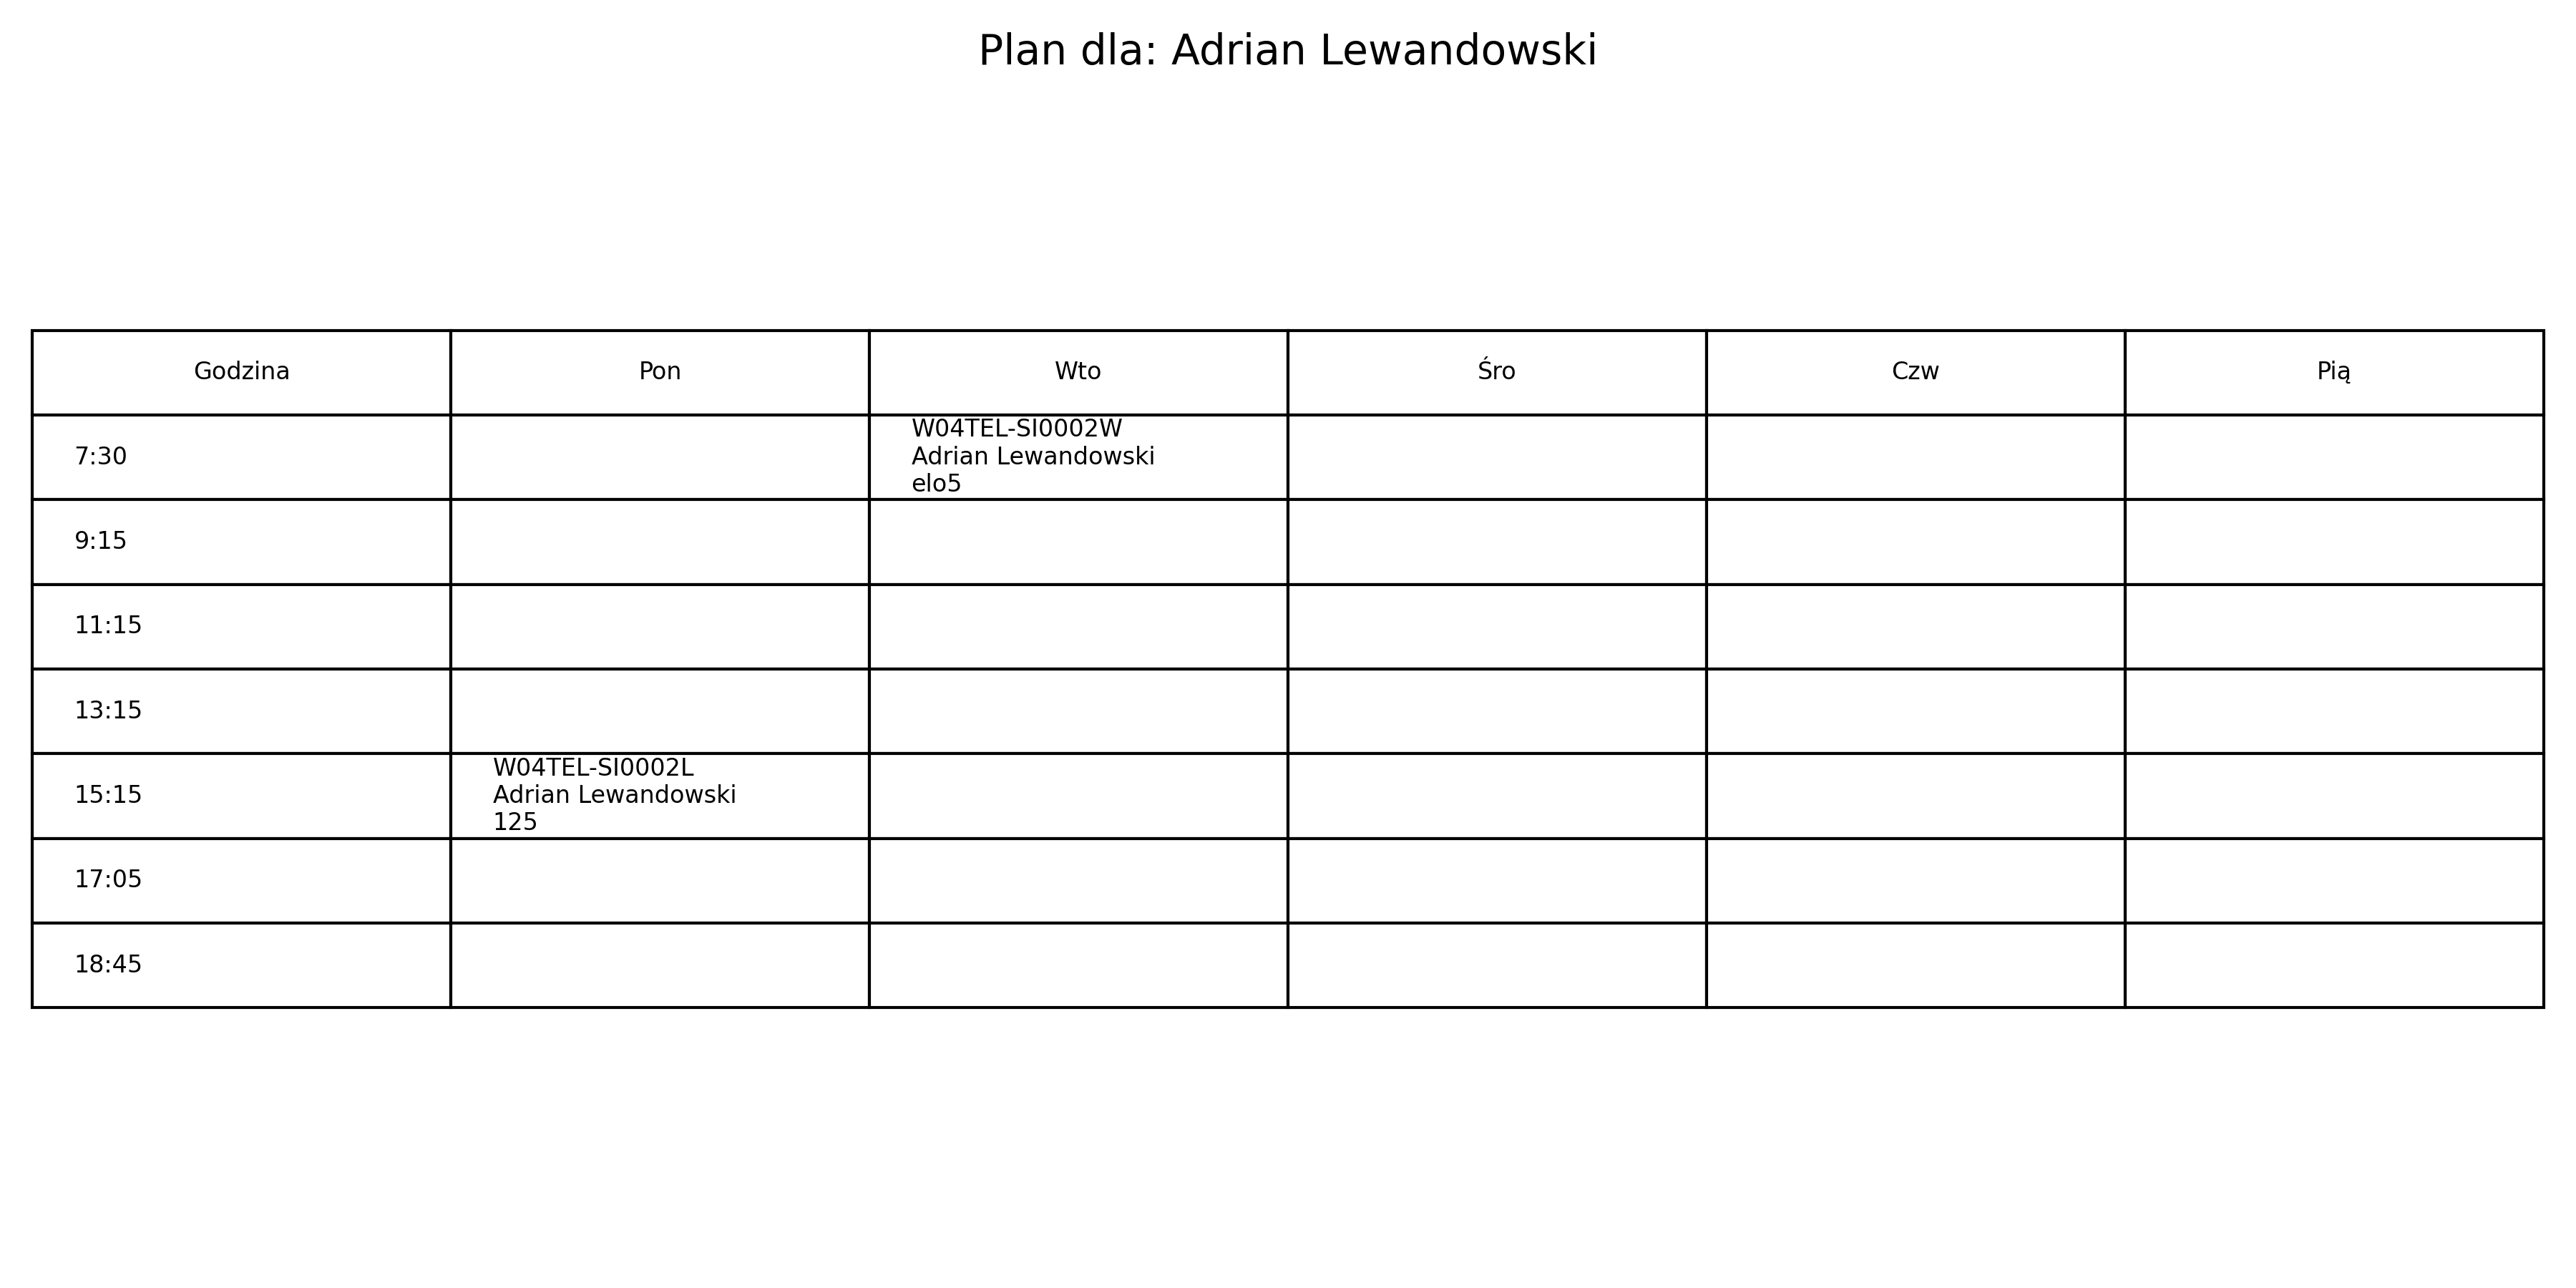 Plan dla: Adrian Lewandowski
Godzina Pon Wto Śro Czw Pią
7:30
W04TEL-SI0002W
Adrian Lewandowski
elo5
9:15
11:15
13:15
15:15
W04TEL-SI0002L
Adrian Lewandowski
125
17:05
18:45